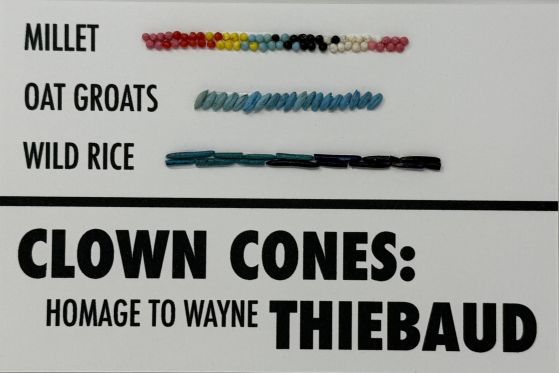 MILLET
OAT GROATS
WILD RICE
CLOWN CONES:
HOMAGE TO WAYNE THIEBAUD